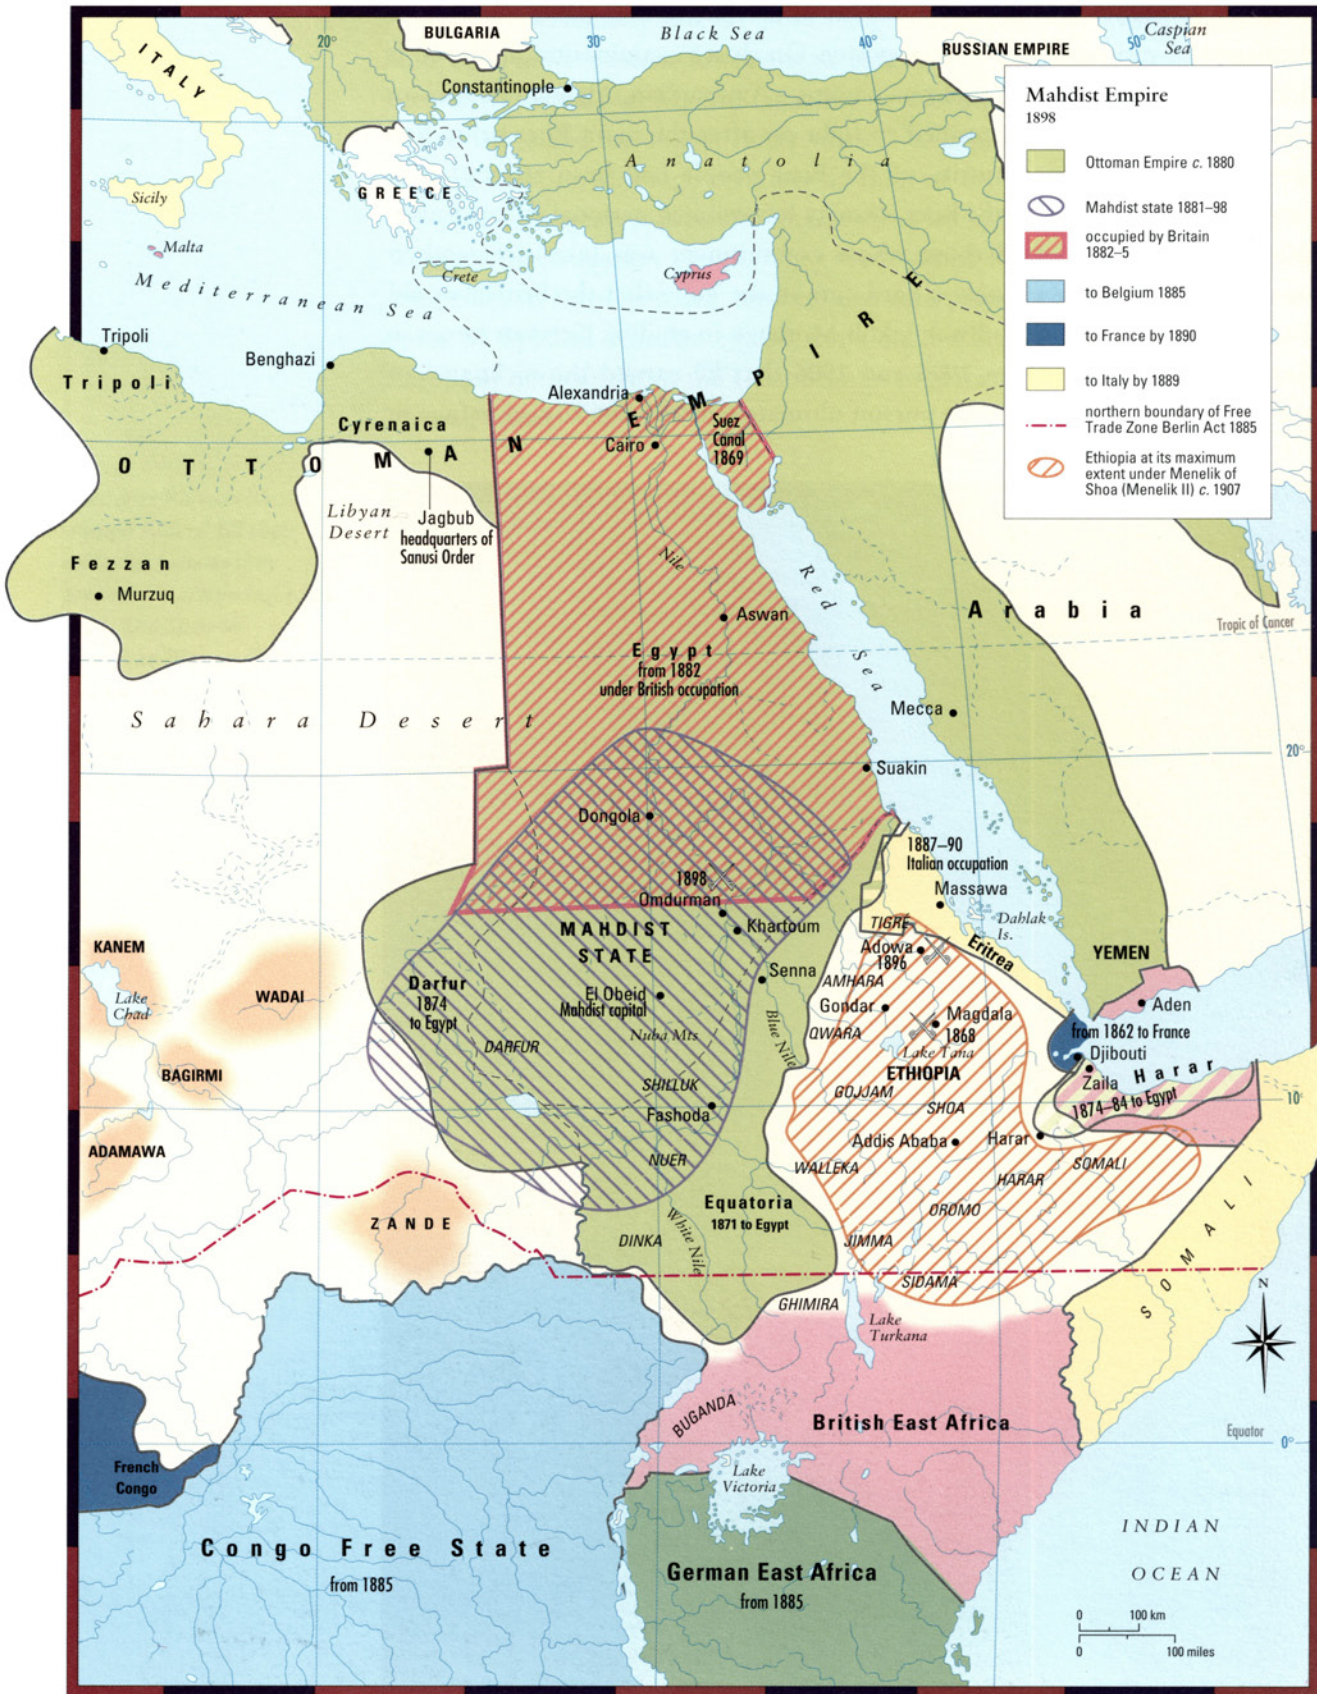 BULGARIA
Black Sea
Caspian
Sea
20°
30°
40°
50°
RUSSIAN EMPIRE
ITALY
Constantinople
Mahdist Empire
1898
Ottoman Empire c. 1880
Mahdist state 1881–98
occupied by Britain
1882–5
to Belgium 1885
to France by 1890
to Italy by 1889
northern boundary of Free
Trade Zone Berlin Act 1885
Ethiopia at its maximum
extent under Menelik of
Shoa (Menelik II) c. 1907
Anatolia
GREECE
Sicily
Malta
Crete
Cyprus
Mediterranean Sea
Tripoli
Tripoli
Benghazi
Alexandria
Cyrenaica
Cairo
Suez
Canal
1869
OTTOMAN EMPIRE
Libyan
Desert
Jagbub
headquarters of
Sanusi Order
Nile
Fezzan
Murzuq
Red Sea
Arabia
Tropic of Cancer
Aswan
Egypt
from 1882
under British occupation
Sahara Desert
Mecca
20°
Suakin
Dongola
1887–90
Italian occupation
1898
Omdurman
Massawa
Dahlak
Is.
MAHDIST
STATE
Khartoum
TIGRE
Adowa
1896
Eritrea
YEMEN
KANEM
Lake
Chad
WADAI
Darfur
1874
to Egypt
Senna
El Obeid
Mahdist capital
AMHARA
Gondar
Magdala
1868
Aden
QWARA
Lake Tana
from 1862 to France
Djibouti
Nuba Mts
Blue Nile
DARFUR
ETHIOPIA
Zaila
Harar
1874–84 to Egypt
BAGIRMI
SHILLUK
Fashoda
GOJJAM
SHOA
10°
ADAMAWA
Addis Ababa
Harar
NUER
WALLEKA
HARAR
SOMALI
Equatoria
1871 to Egypt
ZANDE
OROMO
White Nile
DINKA
JIMMA
SIDAMA
SOMALI
GHIMIRA
Lake
Turkana
N
BUGANDA
British East Africa
Equator
0°
French
Congo
Lake
Victoria
INDIAN
OCEAN
Congo Free State
from 1885
German East Africa
from 1885
0 100 km
0 100 miles